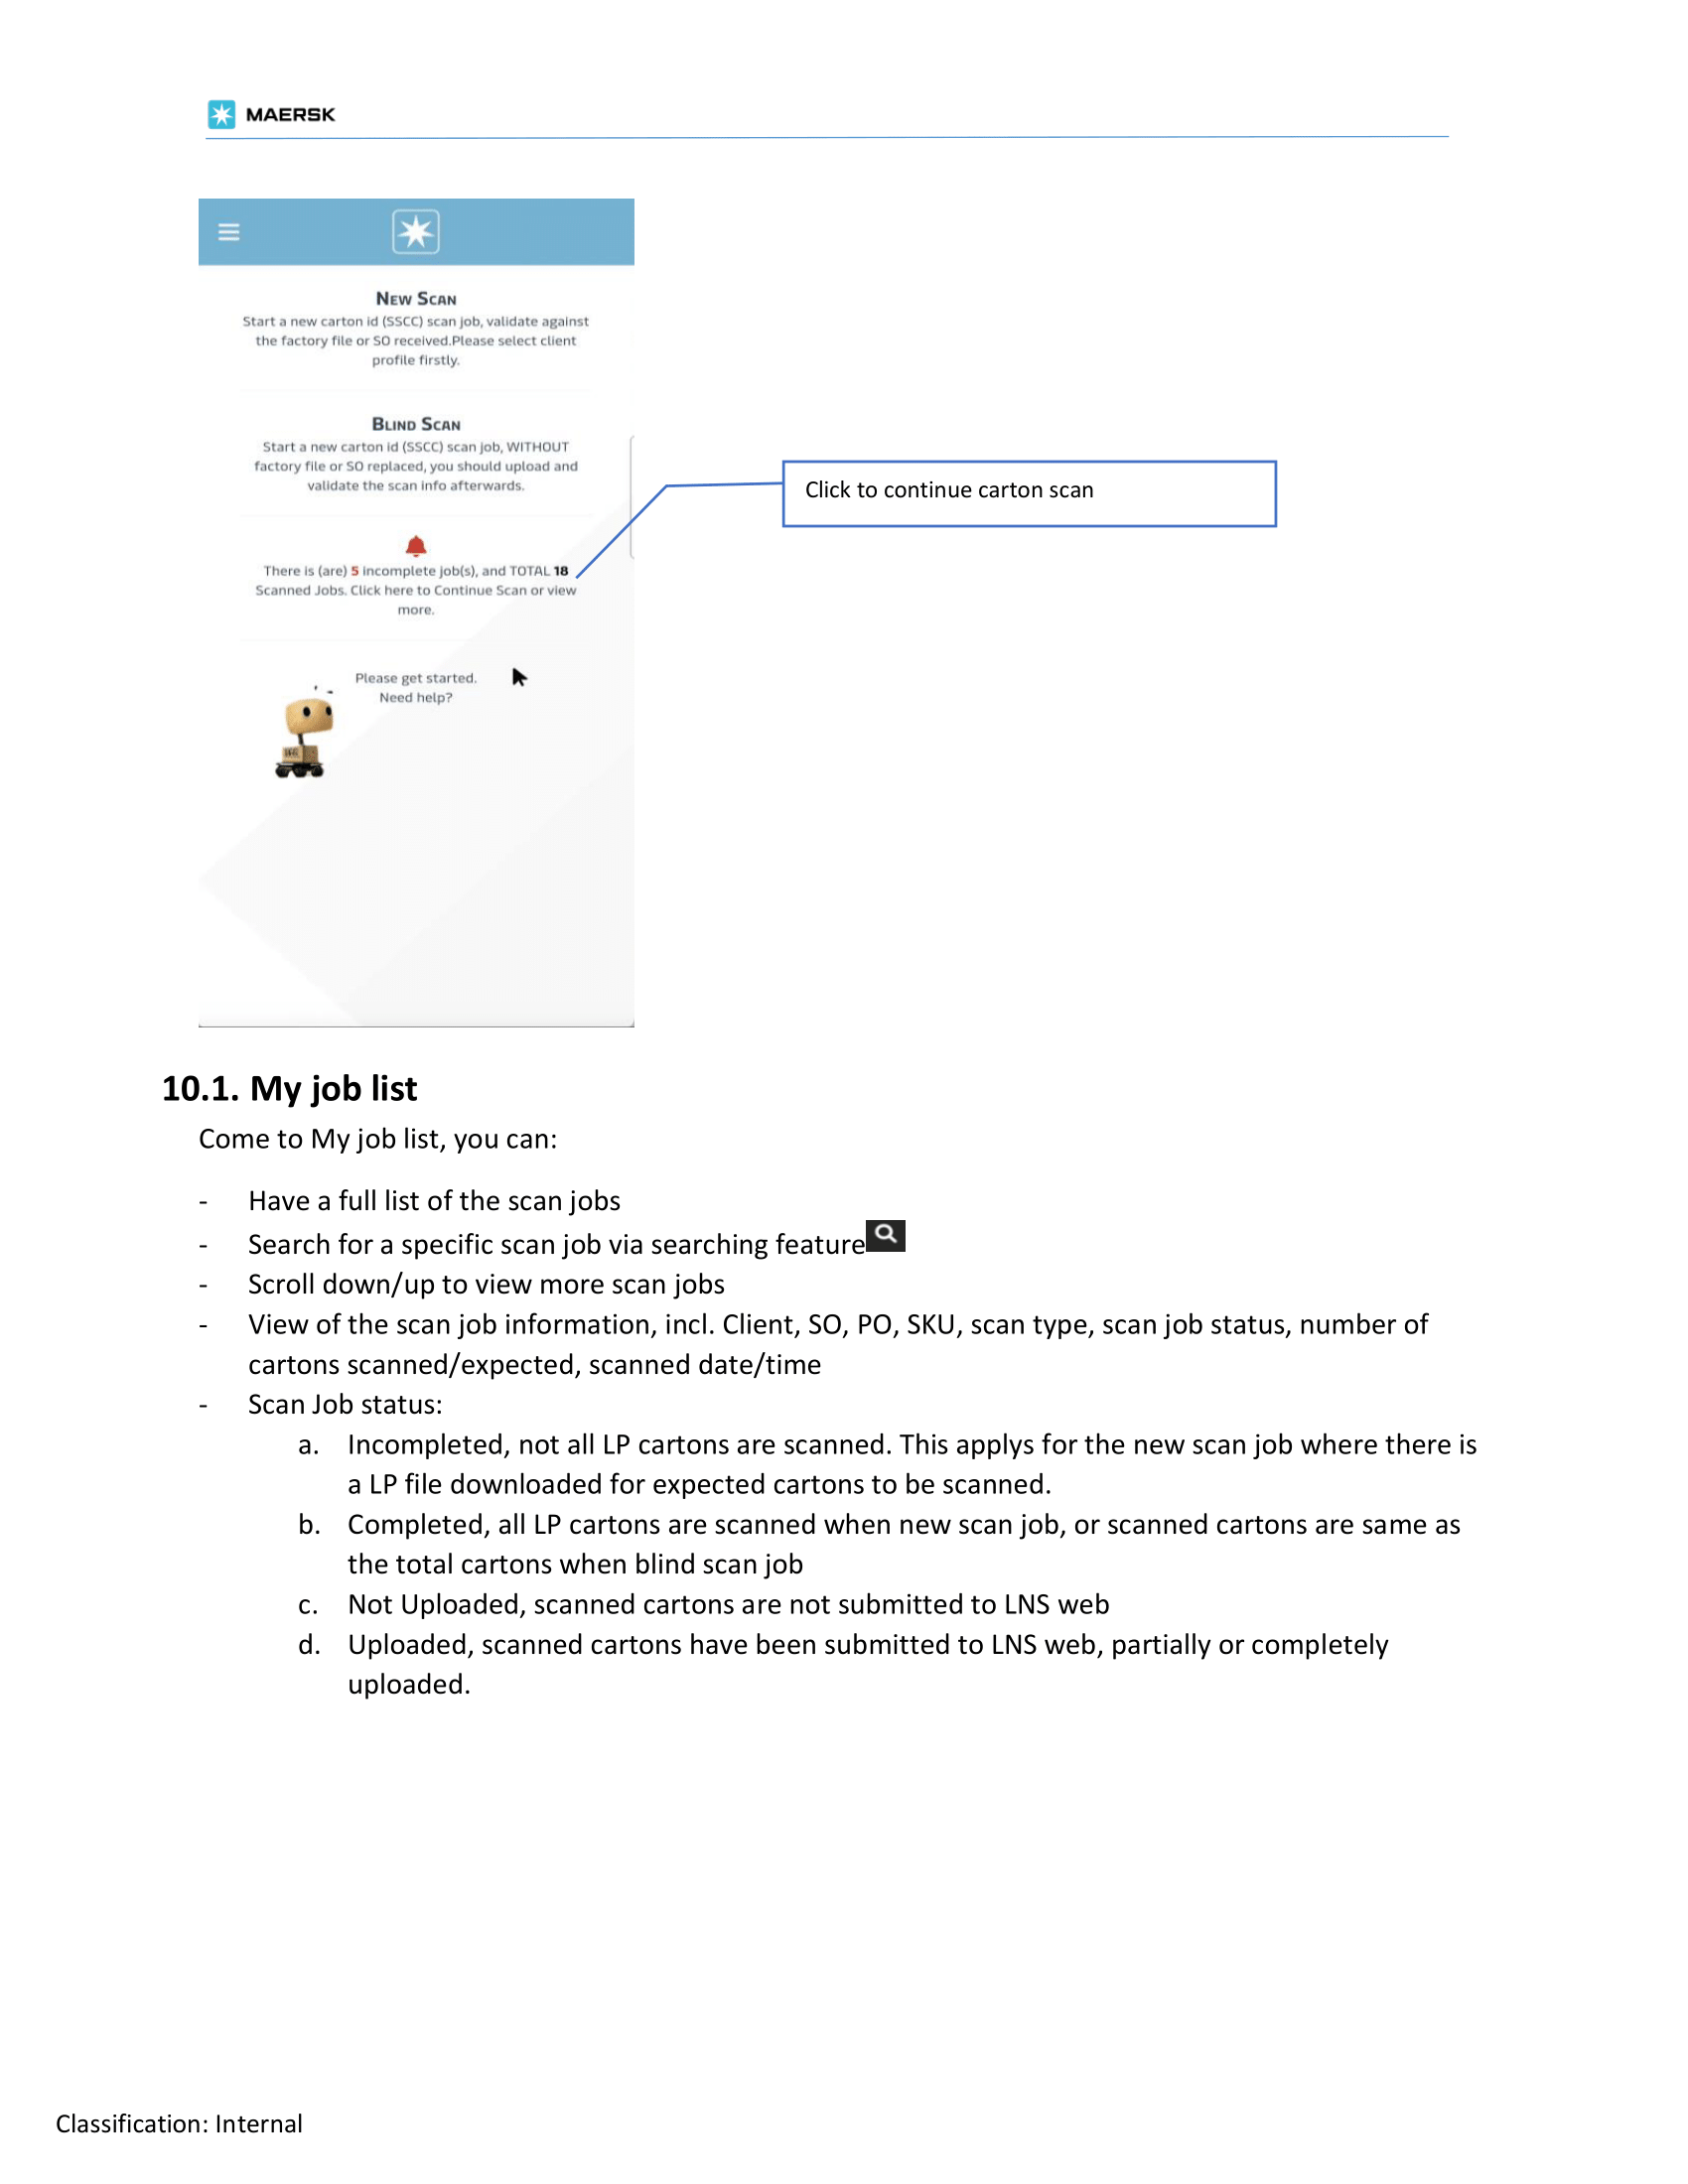 MAERSK
NEW SCAN
Start a new carton id (SSCC) scan job, validate against
the factory file or SO received.Please select client
profile firstly.
BLIND SCAN
Start a new carton id (SSCC) scan job, WITHOUT
factory file or SO replaced, you should upload and
validate the scan info afterwards.
Click to continue carton scan
There is (are) 5 incomplete job(s), and TOTAL 18
Scanned Jobs. Click here to Continue Scan or view
more.
Please get started.
Need help?
10.1. My job list
Come to My job list, you can:
- Have a full list of the scan jobs
- Search for a specific scan job via searching feature
- Scroll down/up to view more scan jobs
- View of the scan job information, incl. Client, SO, PO, SKU, scan type, scan job status, number of
cartons scanned/expected, scanned date/time
- Scan Job status:
a. Incompleted, not all LP cartons are scanned. This applys for the new scan job where there is
a LP file downloaded for expected cartons to be scanned.
b. Completed, all LP cartons are scanned when new scan job, or scanned cartons are same as
the total cartons when blind scan job
c. Not Uploaded, scanned cartons are not submitted to LNS web
d. Uploaded, scanned cartons have been submitted to LNS web, partially or completely
uploaded.
Classification: Internal